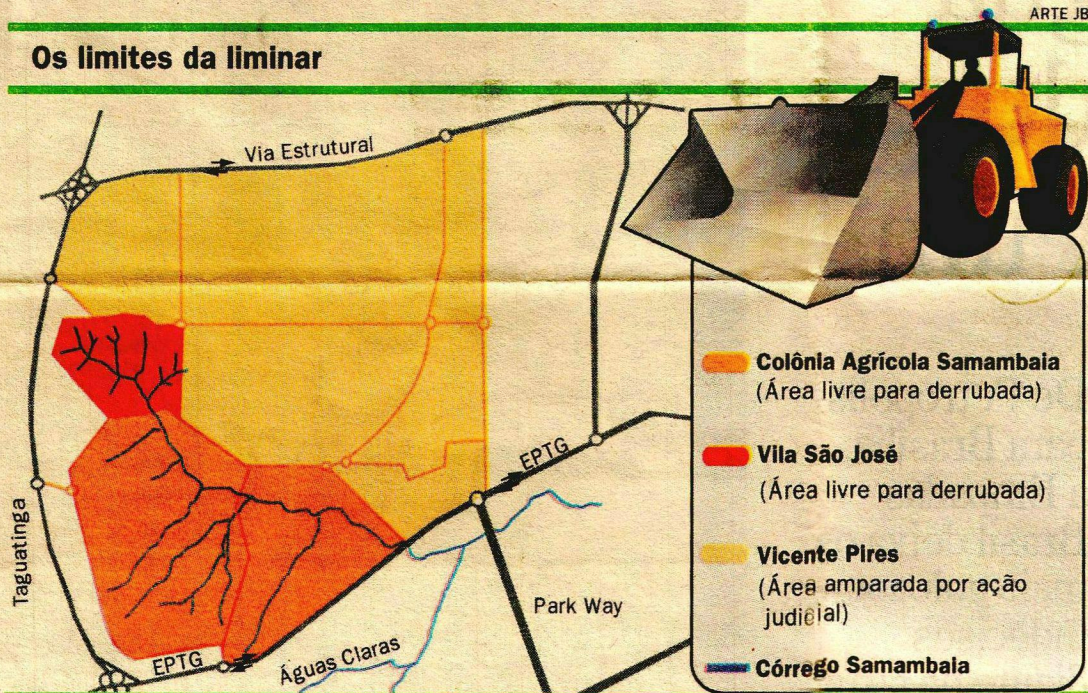 ARTE JB
Os limites da liminar
Via Estrutural
Taguatinga
EPTG
EPTG
Águas Claras
Park Way
Colônia Agrícola Samambaia
(Área livre para derrubada)
Vila São José
(Área livre para derrubada)
Vicente Pires
(Área amparada por ação
judicial)
Córrego Samambaia